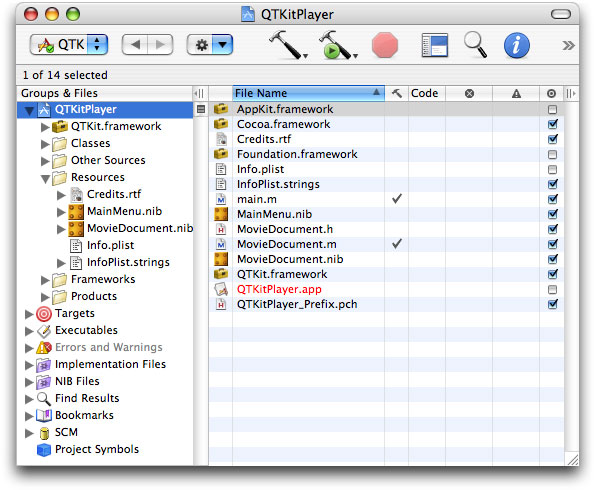 QTKitPlayer
QTK
1 of 14 selected
Groups & Files
File Name
Code
QTKitPlayer
QTKit.framework
Classes
Other Sources
Resources
Credits.rtf
MainMenu.nib
MovieDocument.nib
Info.plist
InfoPlist.strings
Frameworks
Products
Targets
Executables
Errors and Warnings
Implementation Files
NIB Files
Find Results
Bookmarks
SCM
Project Symbols
AppKit.framework
Cocoa.framework
Credits.rtf
Foundation.framework
Info.plist
InfoPlist.strings
main.m
MainMenu.nib
MovieDocument.h
MovieDocument.m
MovieDocument.nib
QTKit.framework
QTKitPlayer.app
QTKitPlayer_Prefix.pch